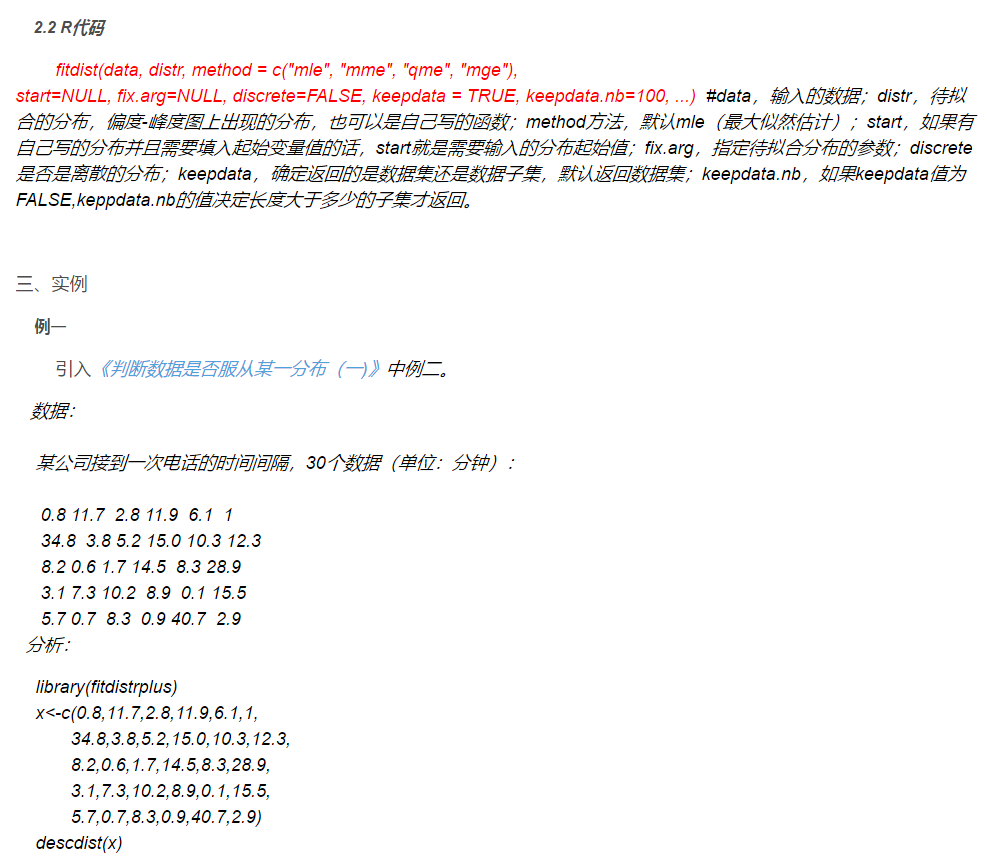 2.2 R代码
fitdist(data, distr, method = c("mle", "mme", "qme", "mge"),
start=NULL, fix.arg=NULL, discrete=FALSE, keepdata = TRUE, keepdata.nb=100, ...)  #data，输入的数据；distr，待拟
合的分布，偏度-峰度图上出现的分布，也可以是自己写的函数；method方法，默认mle（最大似然估计）；start，如果有
自己写的分布并且需要填入起始变量值的话，start就是需要输入的分布起始值；fix.arg，指定待拟合分布的参数；discrete
是否是离散的分布；keepdata，确定返回的是数据集还是数据子集，默认返回数据集；keepdata.nb，如果keepdata值为
FALSE,keppdata.nb的值决定长度大于多少的子集才返回。
三、实例
例一
引入《判断数据是否服从某一分布（一)》中例二。
数据：
某公司接到一次电话的时间间隔，30个数据（单位：分钟）：
0.8 11.7  2.8 11.9  6.1  1
34.8  3.8 5.2 15.0 10.3 12.3
8.2 0.6 1.7 14.5  8.3 28.9
3.1 7.3 10.2  8.9  0.1 15.5
5.7 0.7  8.3  0.9 40.7  2.9
分析：
library(fitdistrplus)
x<-c(0.8,11.7,2.8,11.9,6.1,1,
34.8,3.8,5.2,15.0,10.3,12.3,
8.2,0.6,1.7,14.5,8.3,28.9,
3.1,7.3,10.2,8.9,0.1,15.5,
5.7,0.7,8.3,0.9,40.7,2.9)
descdist(x)